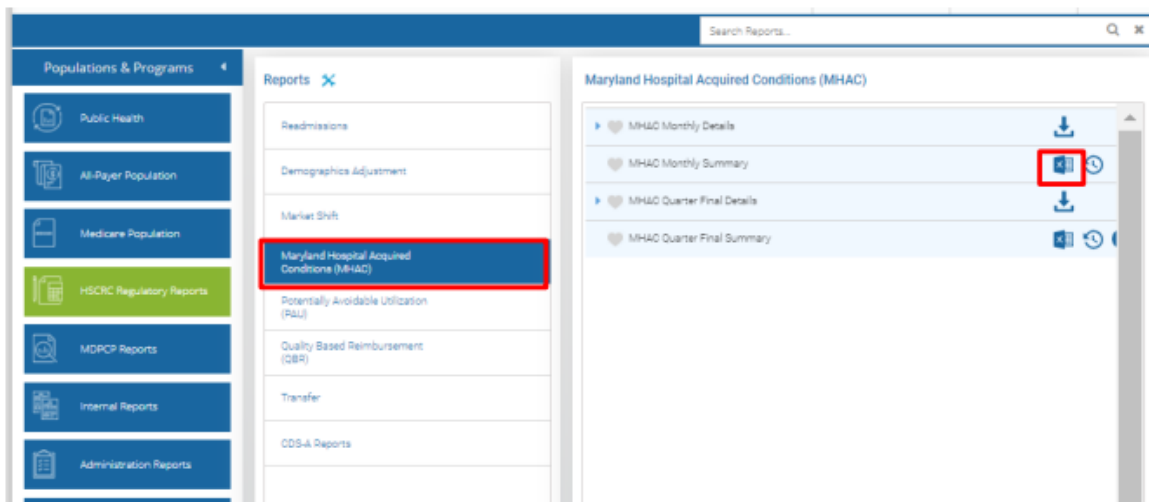 Search Reports...
Populations & Programs
Public Health
All-Payer Population
Medicare Population
HSCRC Regulatory Reports
MDPCP Reports
Internal Reports
Administration Reports
Reports
Readmissions
Demographics Adjustment
Market Shift
Maryland Hospital Acquired
Conditions (MHAC)
Potentially Avoidable Utilization
(PAU)
Quality Based Reimbursement
(QBR)
Transfer
CDS-A Reports
Maryland Hospital Acquired Conditions (MHAC)
MHAC Monthly Details
MHAC Monthly Summary
MHAC Quarter Final Details
MHAC Quarter Final Summary